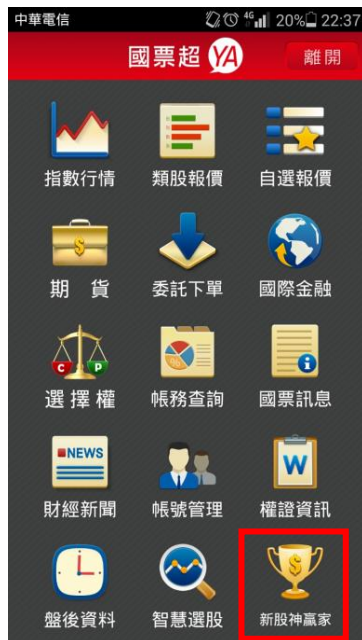 中華電信 4G 20% 22:37
國票超 YA 離開
指數行情 類股報價 自選報價
$
期 貨 委託下單 國際金融
C P i
選擇權 帳務查詢 國票訊息
NEWS W
財經新聞 帳號管理 權證資訊
$
盤後資料 智慧選股 新股神贏家